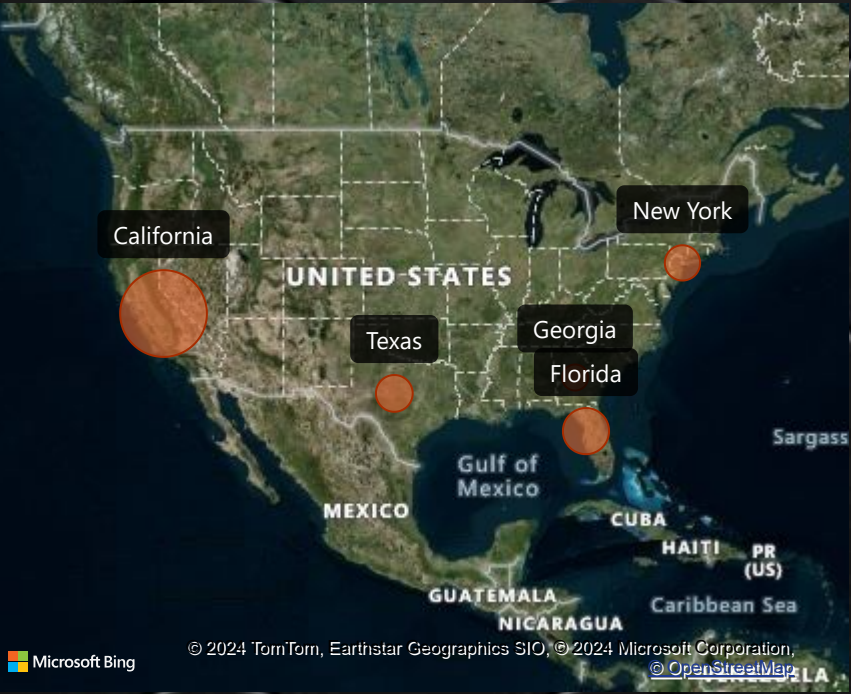 New York
California
UNITED STATES
Georgia
Texas
Florida
Sargass
Gulf of
Mexico
MEXICO
CUBA
HAITI
PR
(US)
GUATEMALA
Caribbean Sea
NICARAGUA
© 2024 TomTom, Earthstar Geographics SIO, © 2024 Microsoft Corporation,
Microsoft Bing
© OpenStreetMap